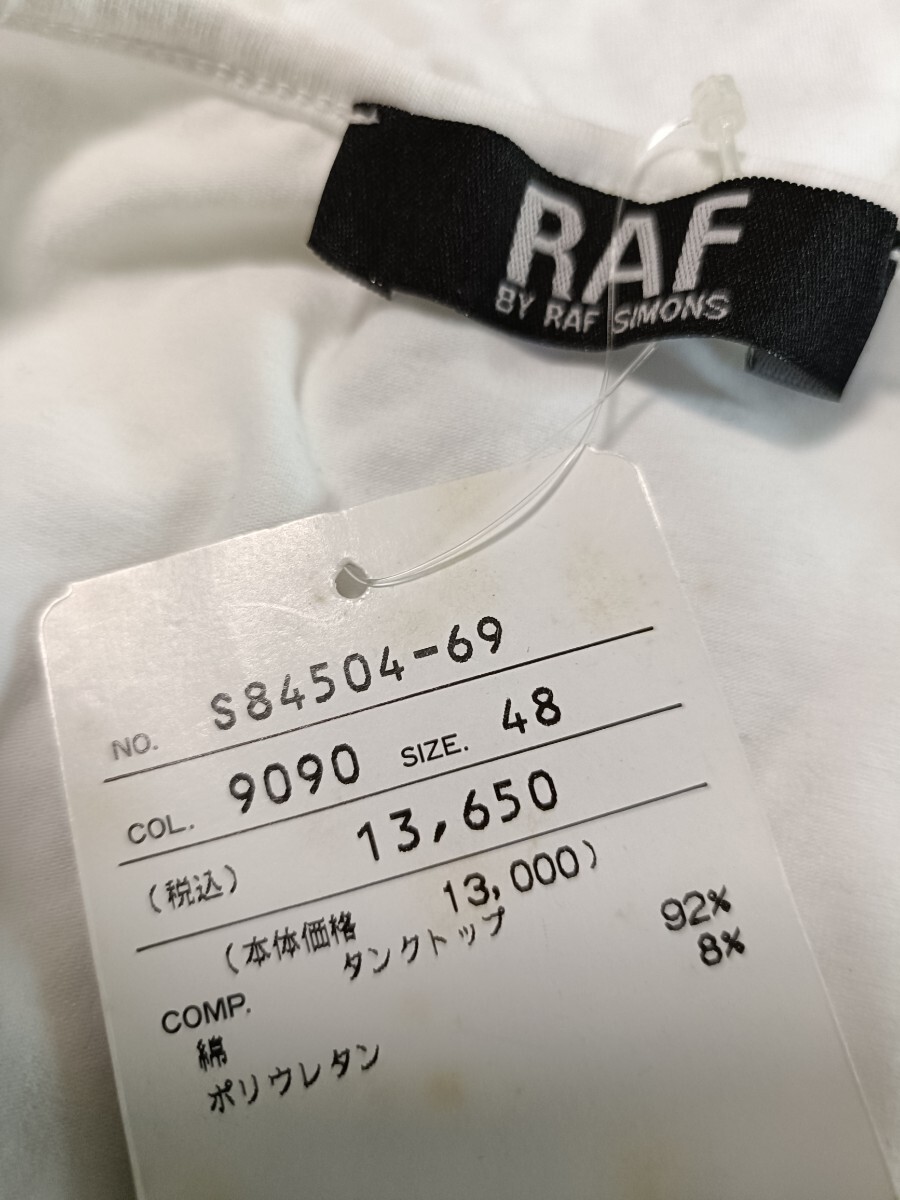 RAF
BY RAF SIMONS
NO. S84504-69
COL. 9090 SIZE. 48
(税込) 13,650
(本体価格 13,000)
タンクトップ
COMP.
綿 92%
ポリウレタン 8%